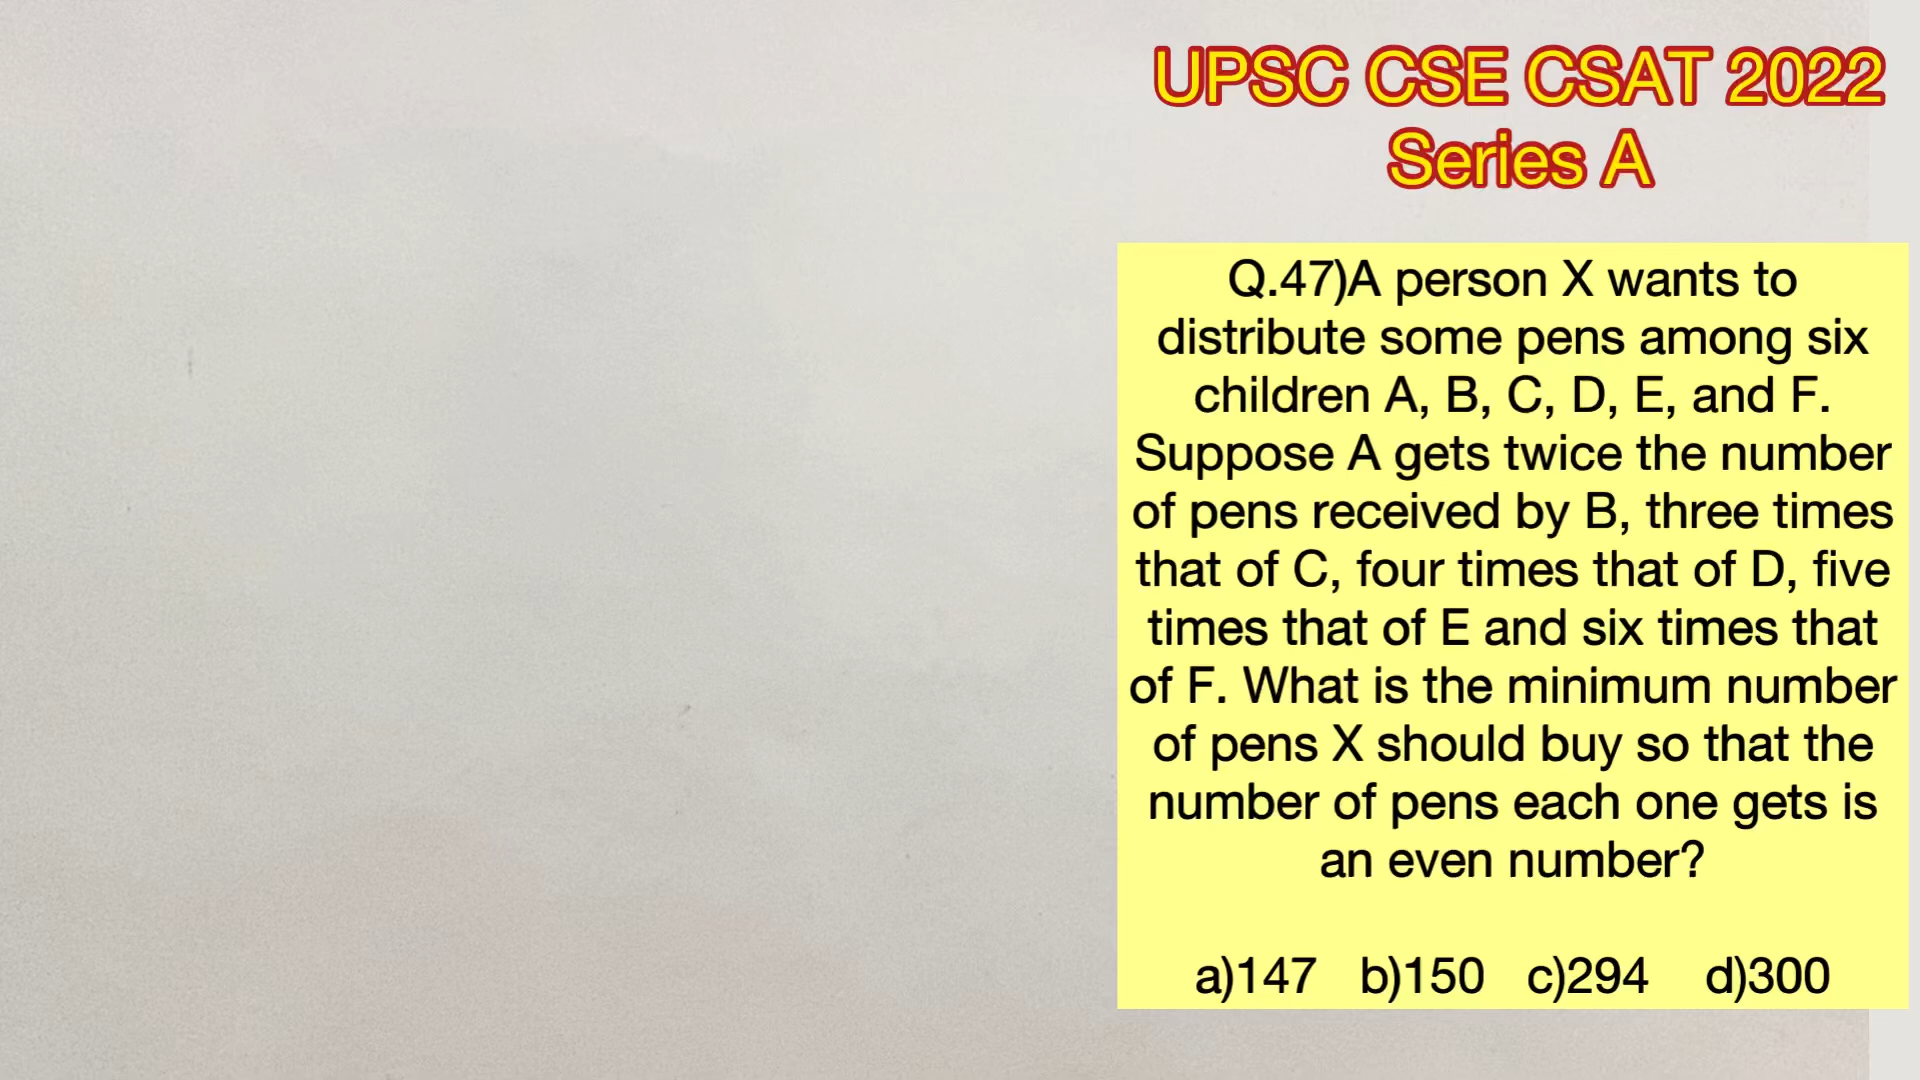 UPSC CSE CSAT 2022
Series A
Q.47)A person X wants to
distribute some pens among six
children A, B, C, D, E, and F.
Suppose A gets twice the number
of pens received by B, three times
that of C, four times that of D, five
times that of E and six times that
of F. What is the minimum number
of pens X should buy so that the
number of pens each one gets is
an even number?
a)147 b)150 c)294 d)300